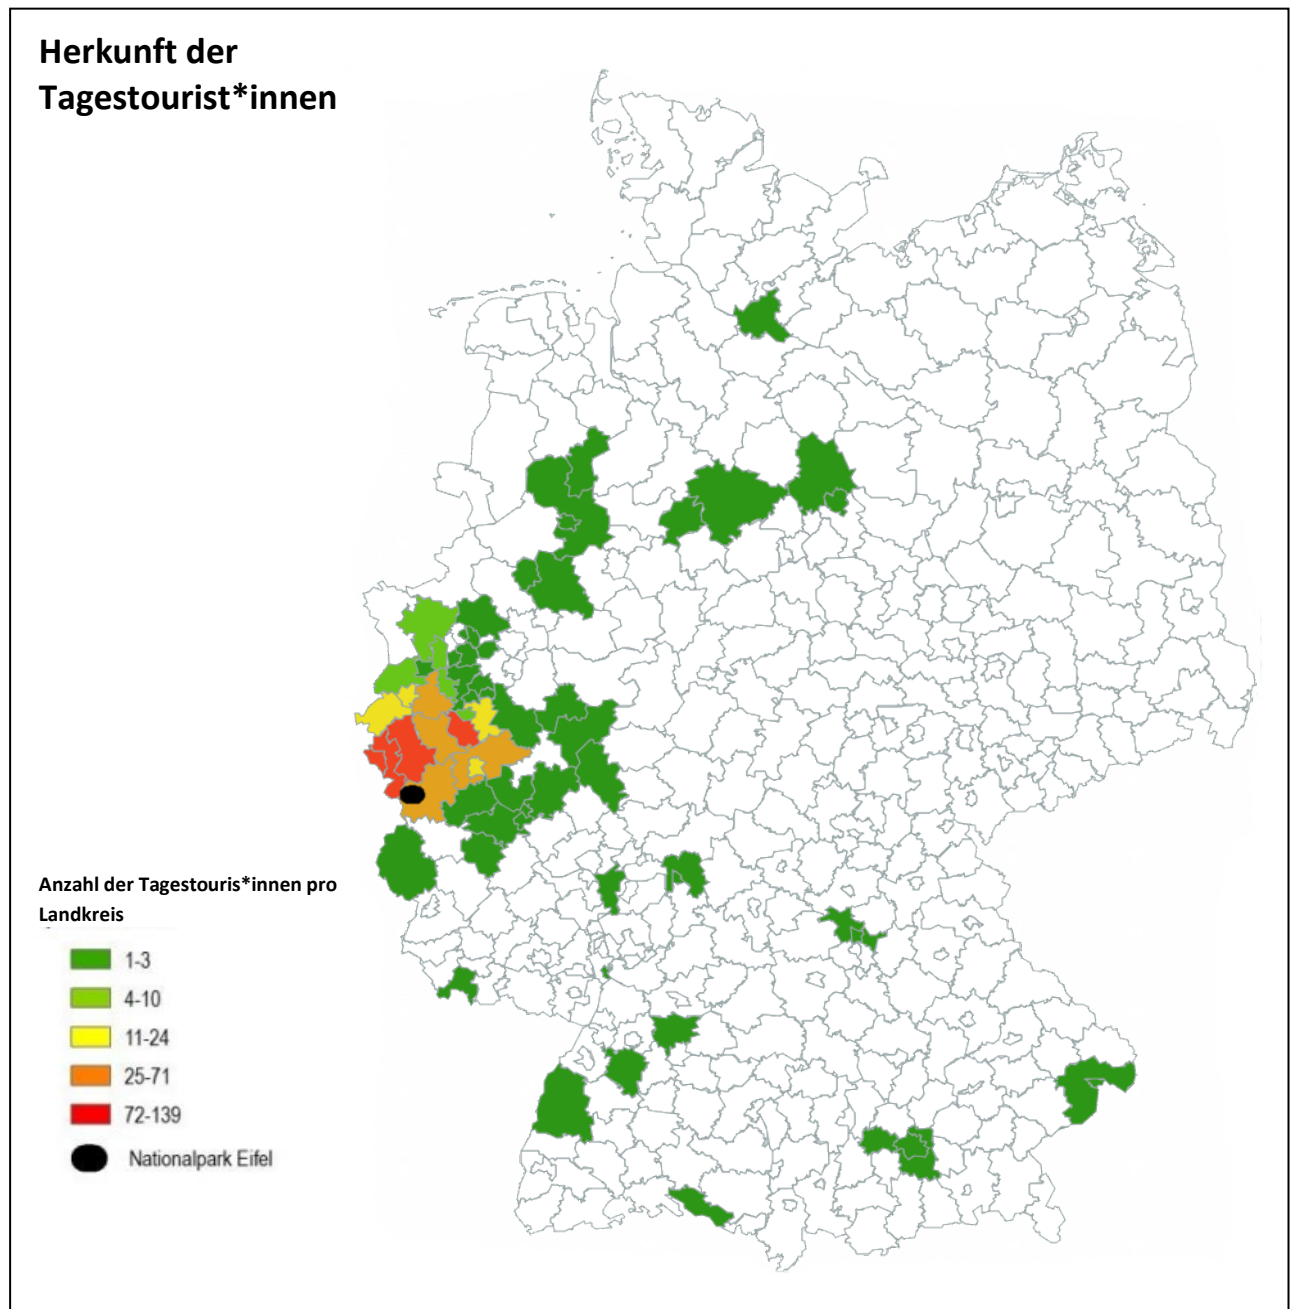 Herkunft der
Tagestourist*innen
Anzahl der Tagestouris*innen pro
Landkreis
1-3
4-10
11-24
25-71
72-139
Nationalpark Eifel